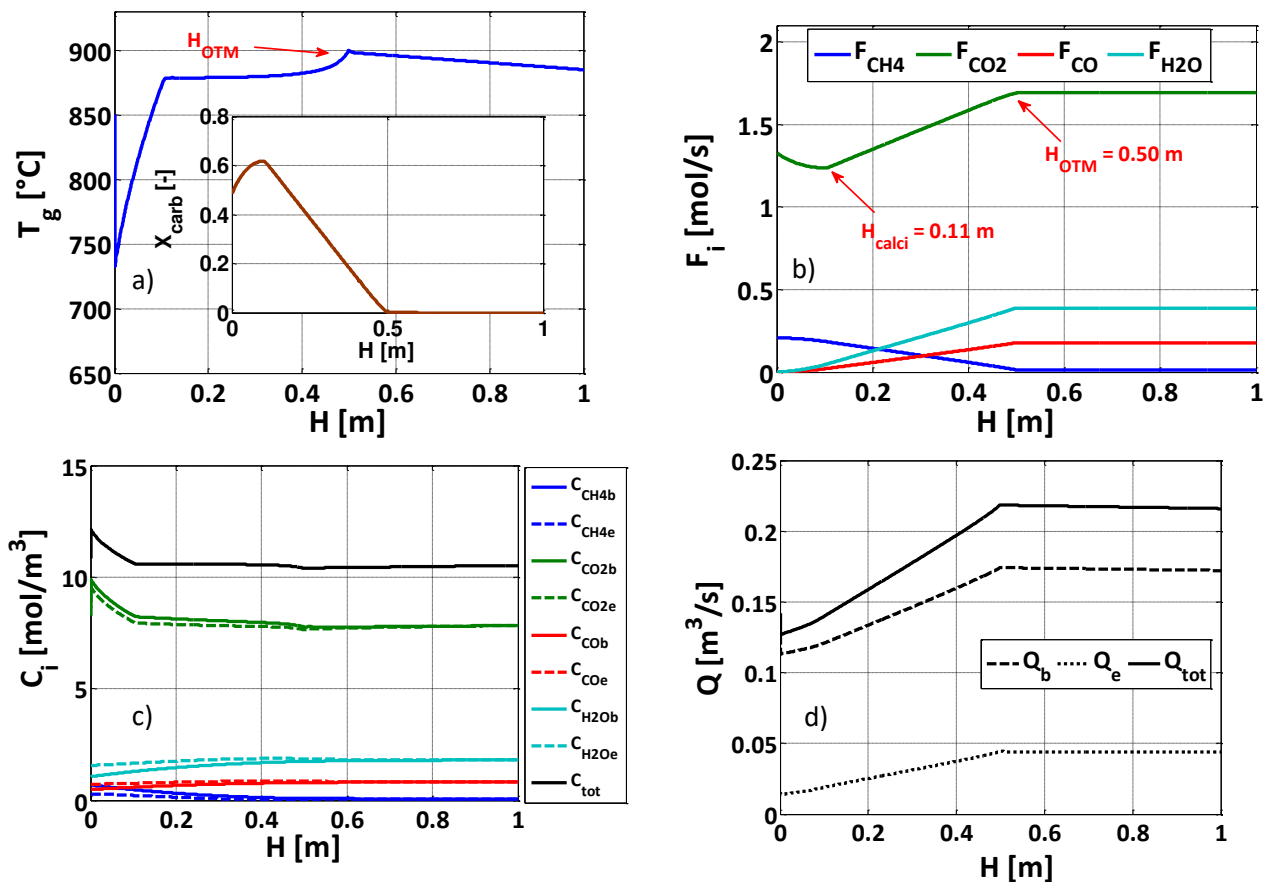 900
850
800
750
700
650
T_g [°C]
H_OTM
a)
0.8
0.6
0.4
0.2
0
X_carb [-]
0 0.5 1
H [m]
0 0.2 0.4 0.6 0.8 1
H [m]
F_CH4 F_CO2 F_CO F_H2O
2
1.5
1
0.5
0
F_i [mol/s]
H_OTM = 0.50 m
H_calci = 0.11 m
b)
0 0.2 0.4 0.6 0.8 1
H [m]
15
10
5
0
C_i [mol/m^3]
c)
C_CH4b
C_CH4e
C_CO2b
C_CO2e
C_COb
C_COe
C_H2Ob
C_H2Oe
C_tot
0 0.2 0.4 0.6 0.8 1
H [m]
0.25
0.2
0.15
0.1
0.05
0
Q [m^3/s]
Q_b Q_e Q_tot
d)
0 0.2 0.4 0.6 0.8 1
H [m]